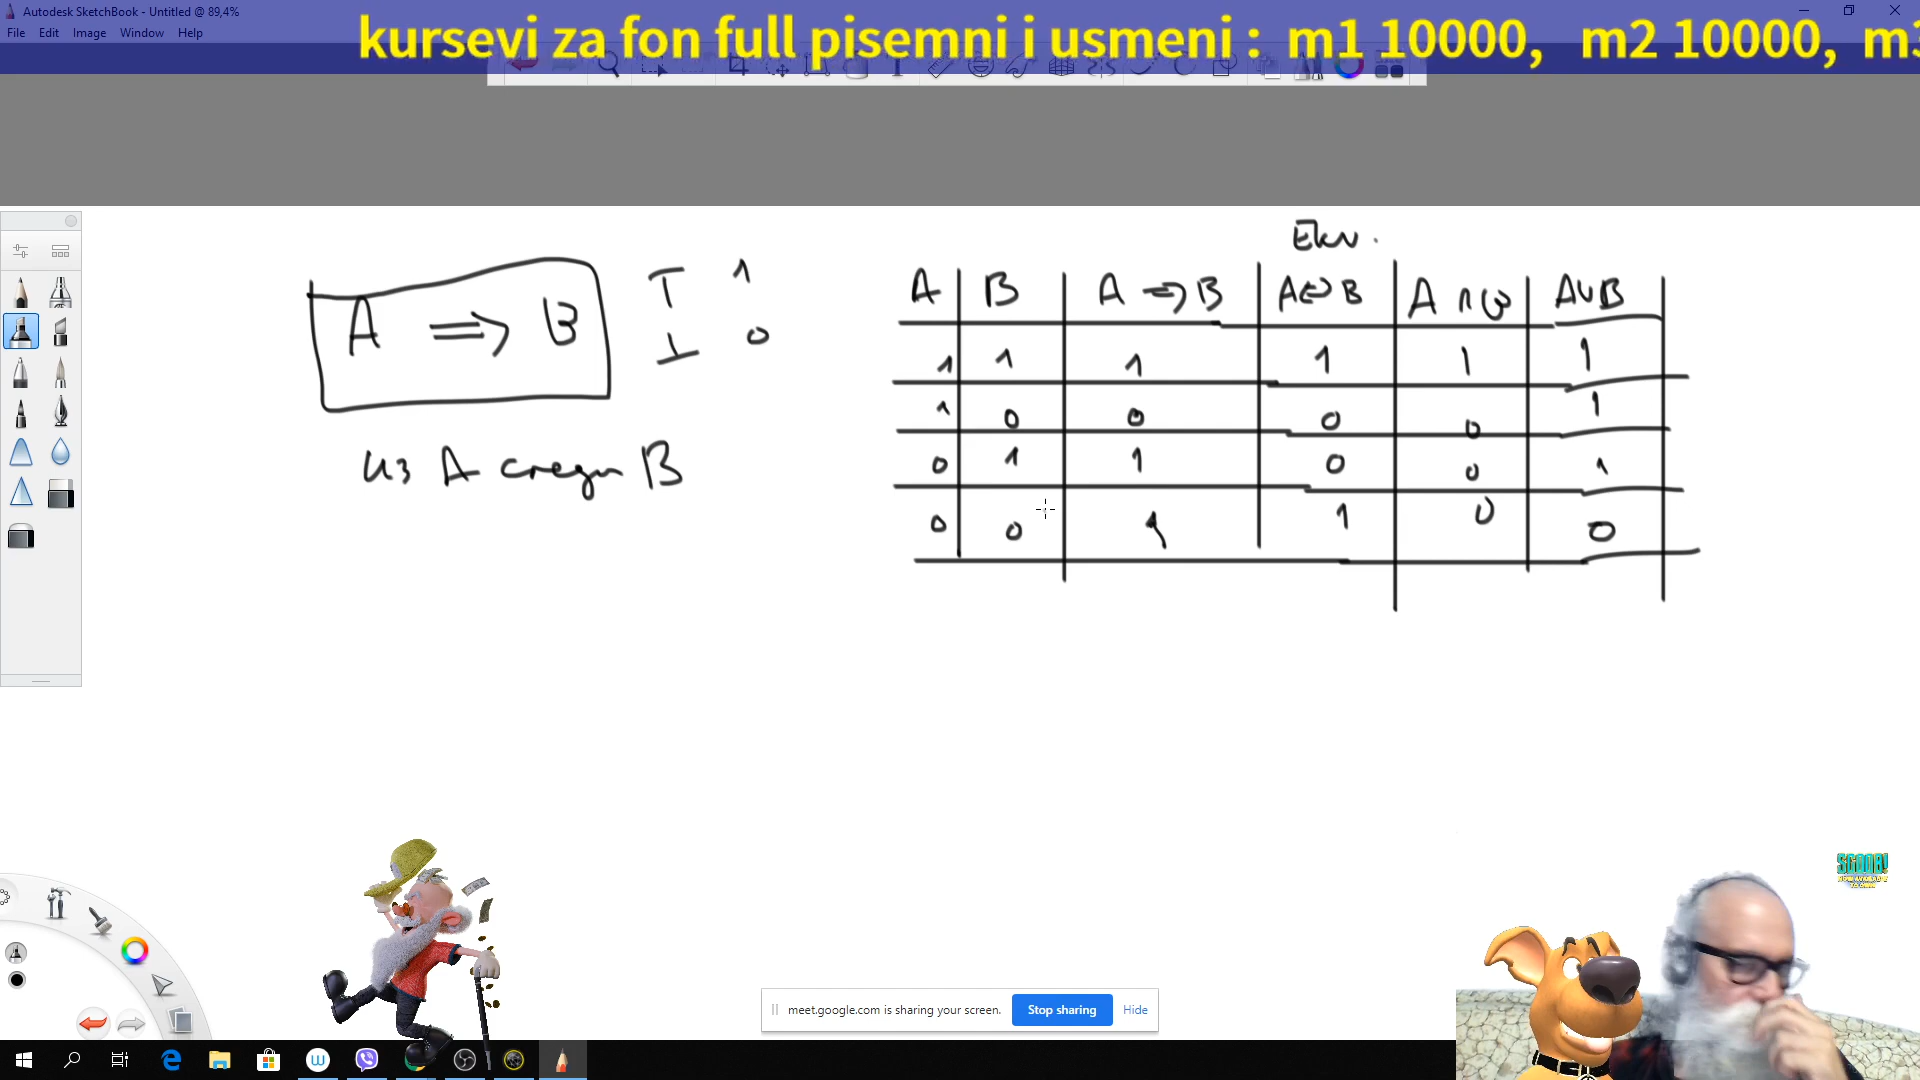 Autodesk SketchBook - Untitled @ 89,4%
File Edit Image Window Help
kursevi za fon full pisemni i usmeni : m1 10000, m2 10000, m3
A ⇒ B
T 1
⊥ 0
из A следи B
Ekv.
A B A ⇒ B A⇔B A ∧ B A∨B
1 1 1 1 1 1
1 0 0 0 0 1
0 1 1 0 0 1
0 0 1 1 0 0
SCOOB!
meet.google.com is sharing your screen. Stop sharing Hide